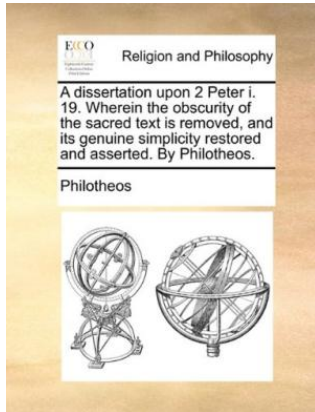 ECCO
Religion and Philosophy
A dissertation upon 2 Peter i.
19. Wherein the obscurity of
the sacred text is removed, and
its genuine simplicity restored
and asserted. By Philotheos.
Philotheos